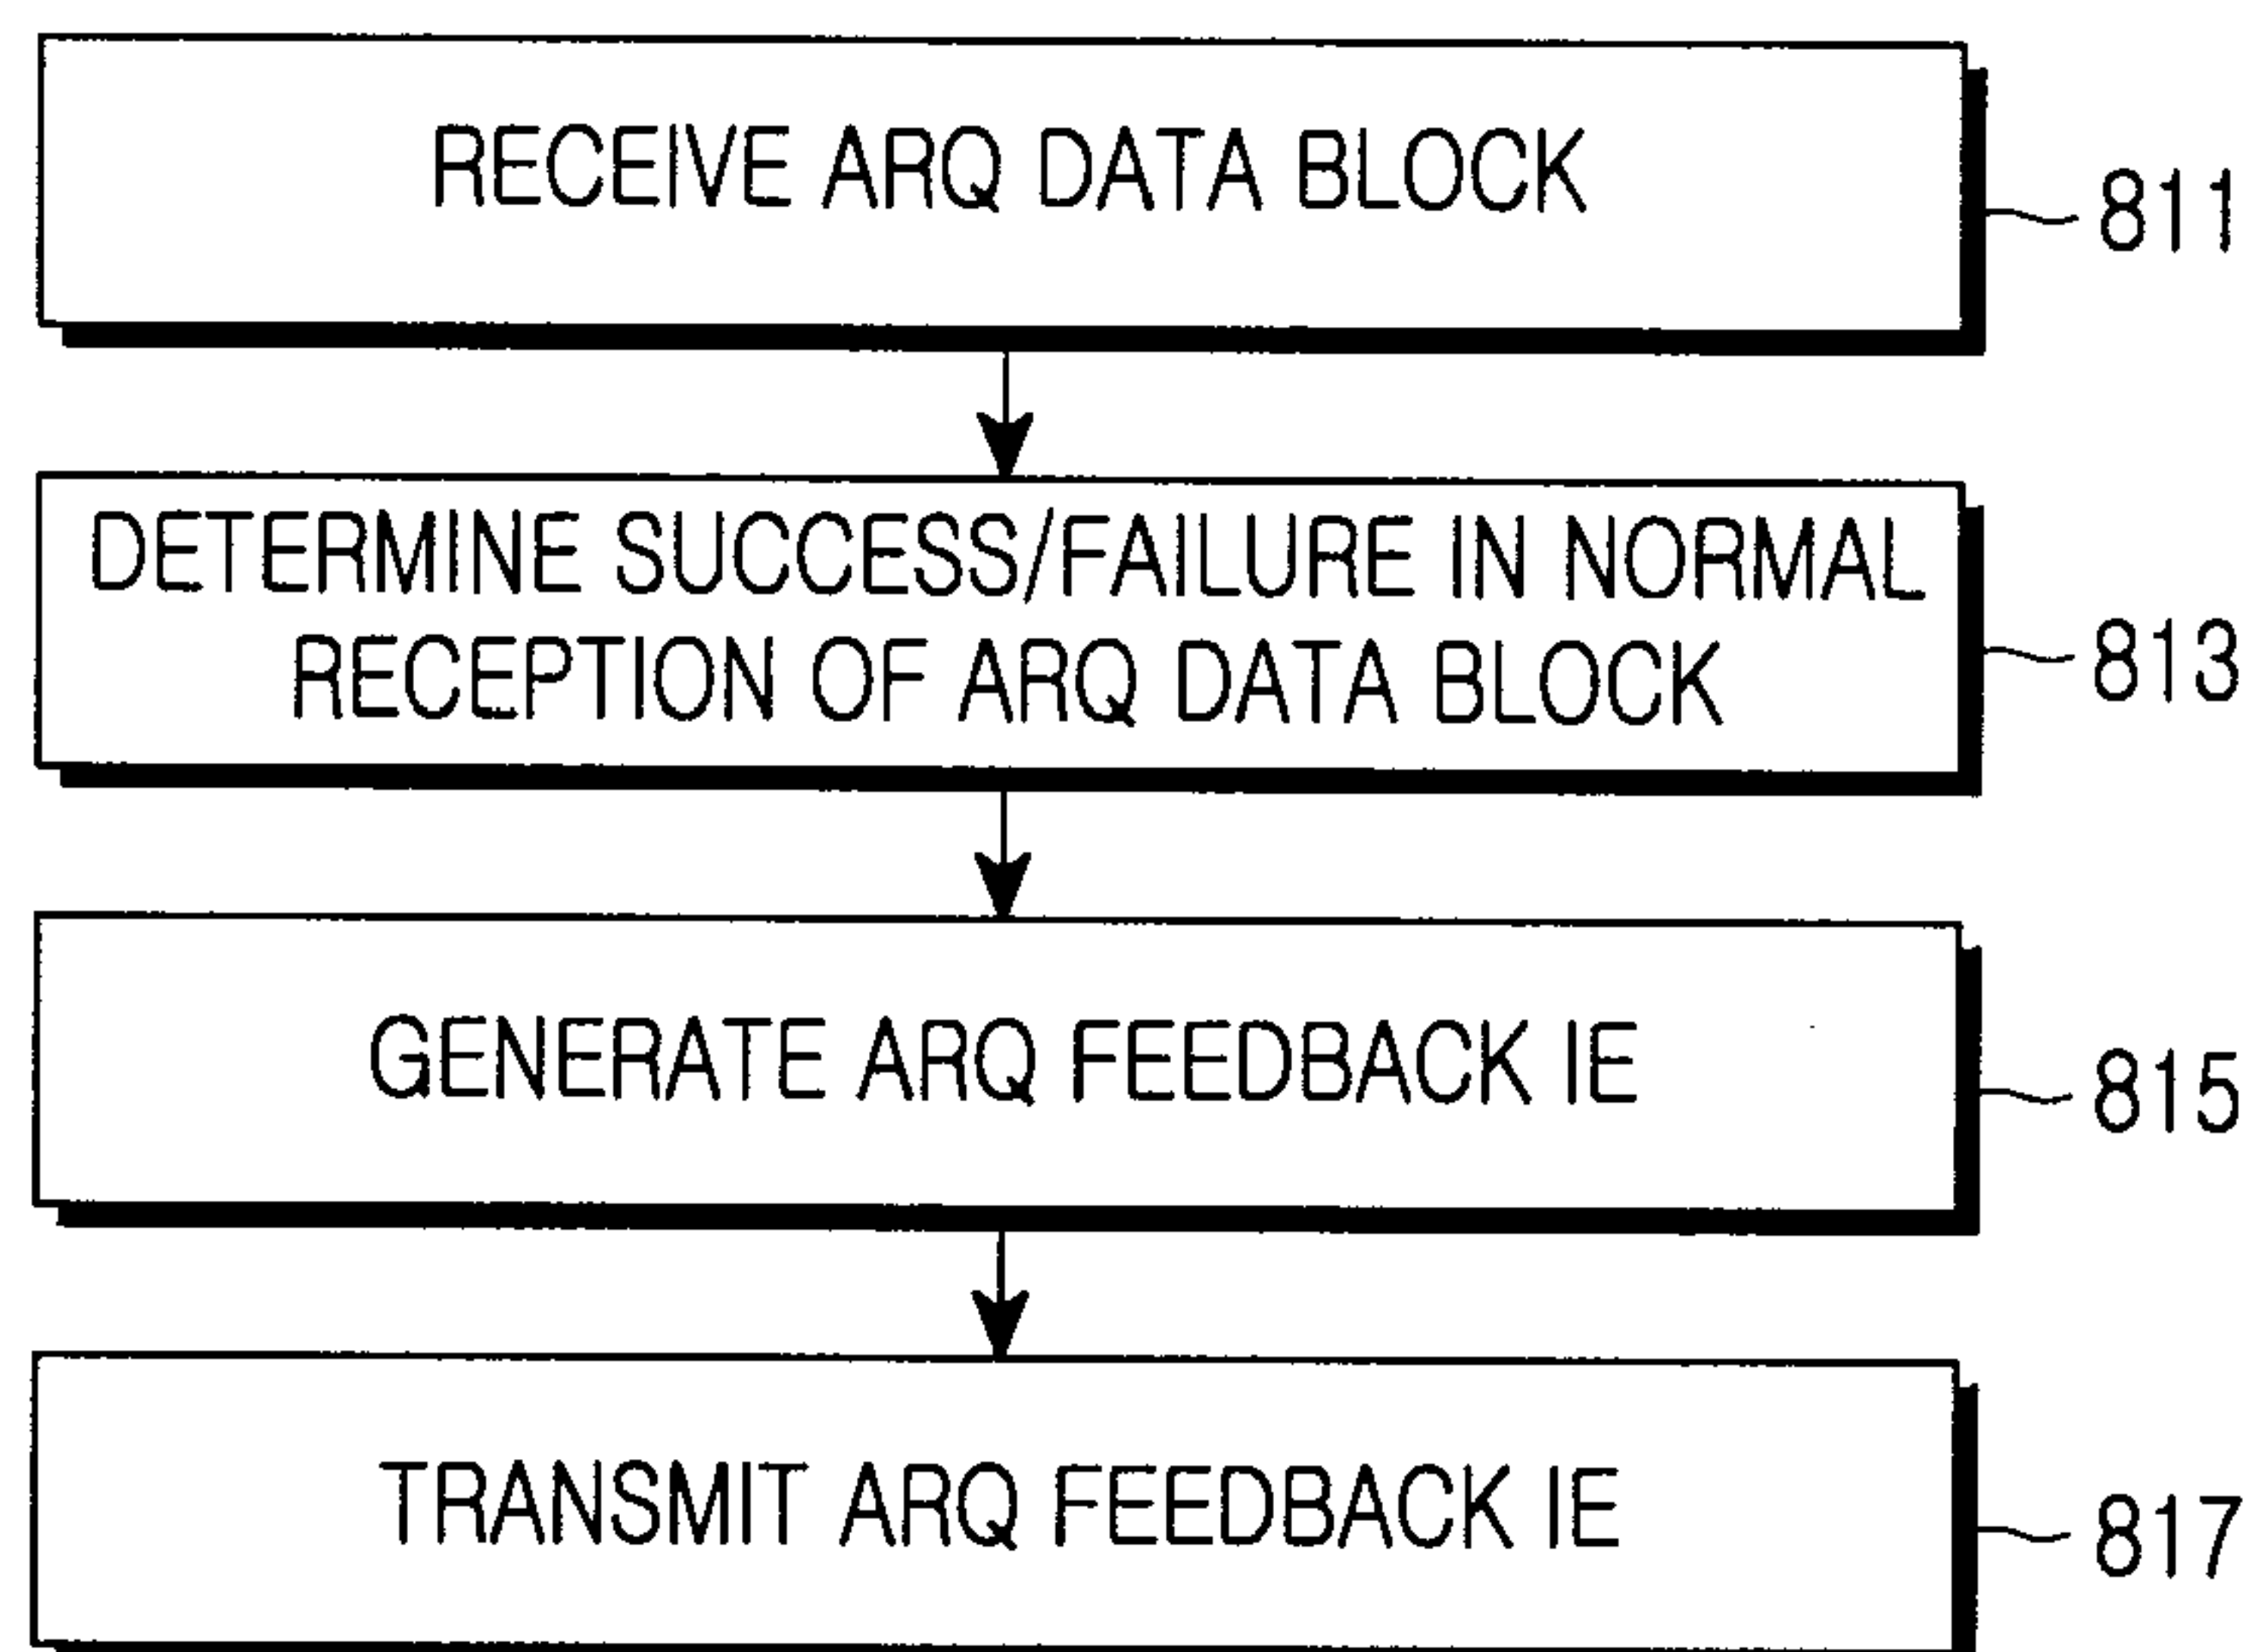 RECEIVE ARQ DATA BLOCK
811
DETERMINE SUCCESS/FAILURE IN NORMAL
RECEPTION OF ARQ DATA BLOCK
813
GENERATE ARQ FEEDBACK IE
815
TRANSMIT ARQ FEEDBACK IE
817